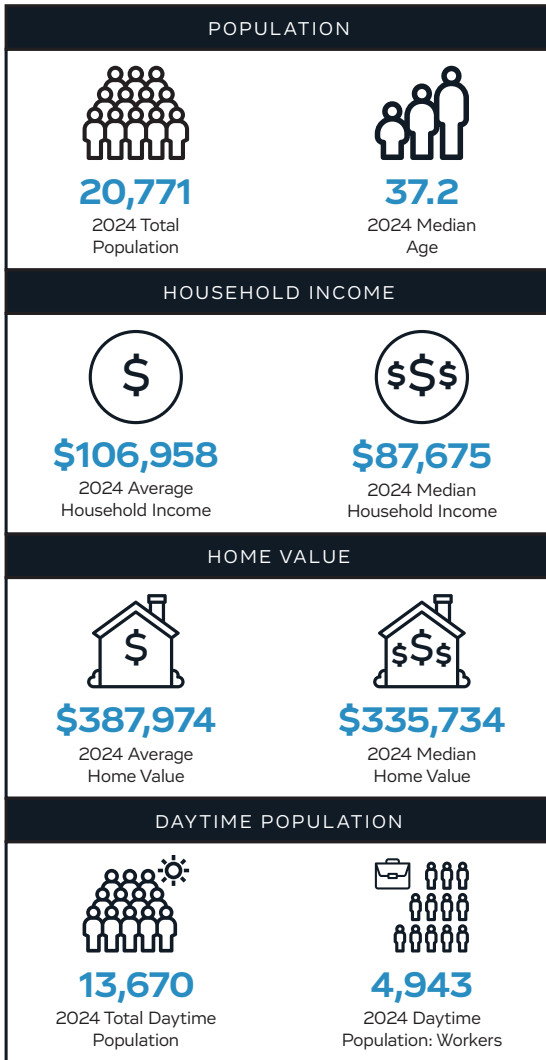 POPULATION
20,771
2024 Total
Population
37.2
2024 Median
Age
HOUSEHOLD INCOME
$
$106,958
2024 Average
Household Income
$$$
$87,675
2024 Median
Household Income
HOME VALUE
$
$387,974
2024 Average
Home Value
$$$
$335,734
2024 Median
Home Value
DAYTIME POPULATION
13,670
2024 Total Daytime
Population
4,943
2024 Daytime
Population: Workers